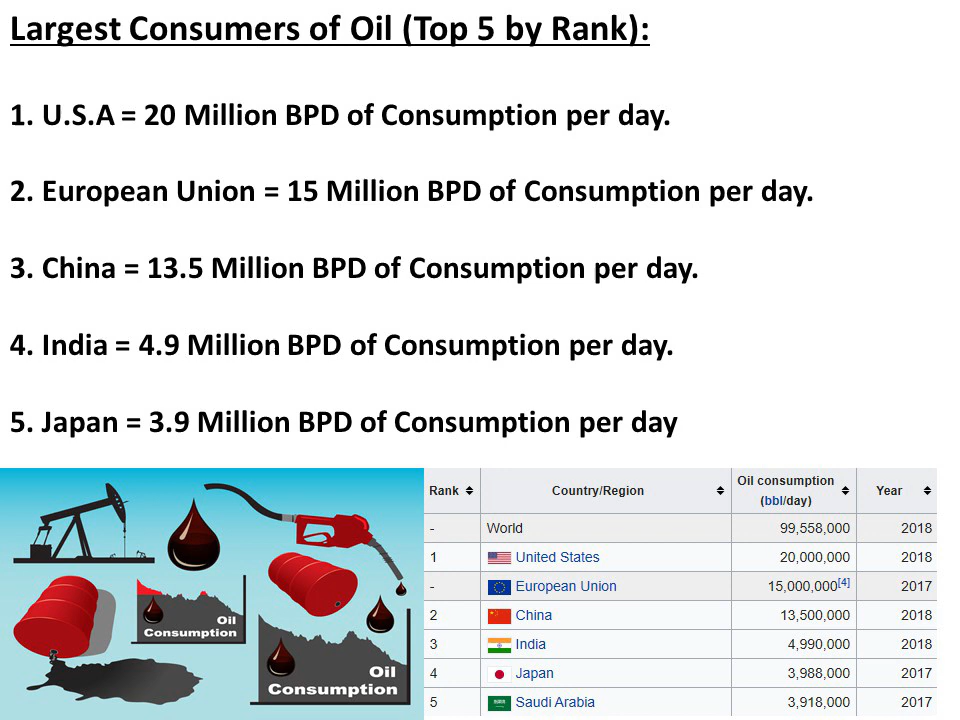 Largest Consumers of Oil (Top 5 by Rank):
1. U.S.A = 20 Million BPD of Consumption per day.
2. European Union = 15 Million BPD of Consumption per day.
3. China = 13.5 Million BPD of Consumption per day.
4. India = 4.9 Million BPD of Consumption per day.
5. Japan = 3.9 Million BPD of Consumption per day
Oil
Consumption
Oil
Consumption
Rank Country/Region Oil consumption (bbl/day) Year
- World 99,558,000 2018
1 United States 20,000,000 2018
- European Union 15,000,000[4] 2017
2 China 13,500,000 2018
3 India 4,990,000 2018
4 Japan 3,988,000 2017
5 Saudi Arabia 3,918,000 2017